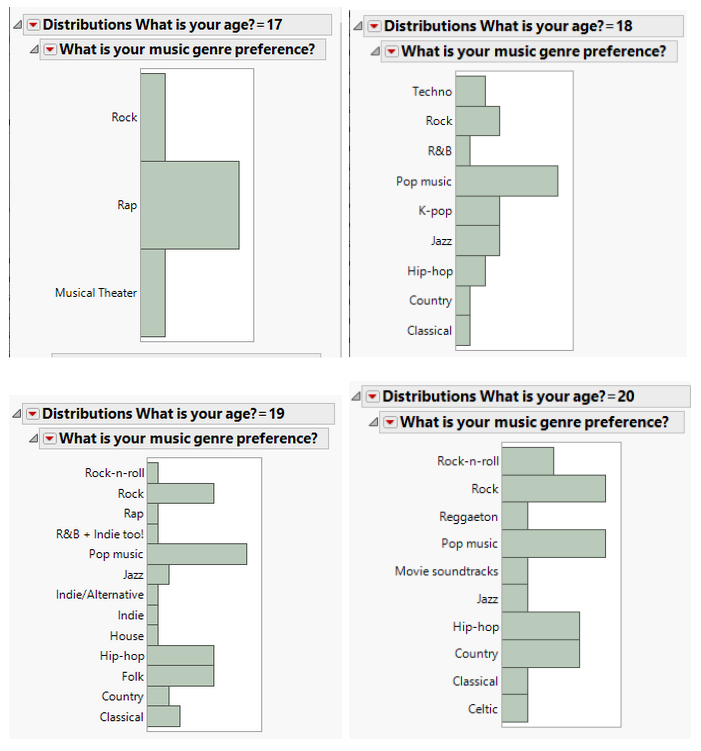 Distributions What is your age?=17
What is your music genre preference?
Rock
Rap
Musical Theater
Distributions What is your age?=18
What is your music genre preference?
Techno
Rock
R&B
Pop music
K-pop
Jazz
Hip-hop
Country
Classical
Distributions What is your age?=19
What is your music genre preference?
Rock-n-roll
Rock
Rap
R&B + Indie too!
Pop music
Jazz
Indie/Alternative
Indie
House
Hip-hop
Folk
Country
Classical
Distributions What is your age?=20
What is your music genre preference?
Rock-n-roll
Rock
Reggaeton
Pop music
Movie soundtracks
Jazz
Hip-hop
Country
Classical
Celtic